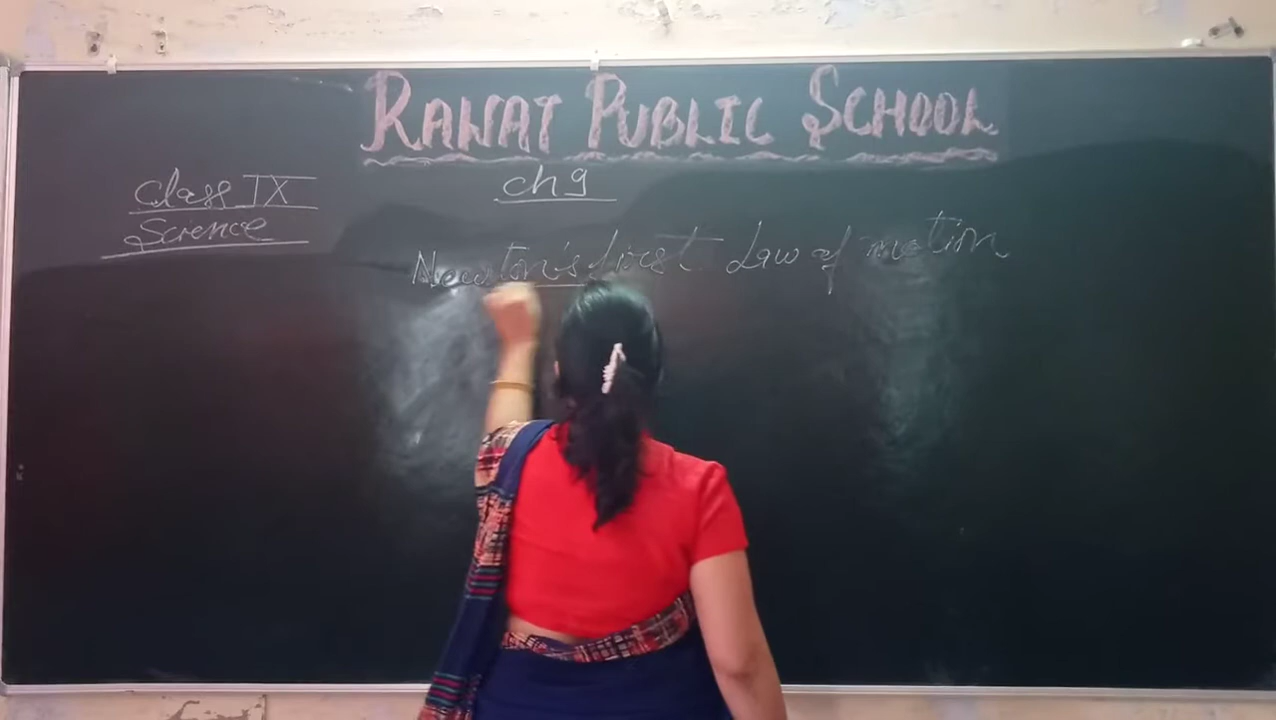 RAWAT PUBLIC SCHOOL
ch 9
Class IX
Science
Newton's first Law of motion